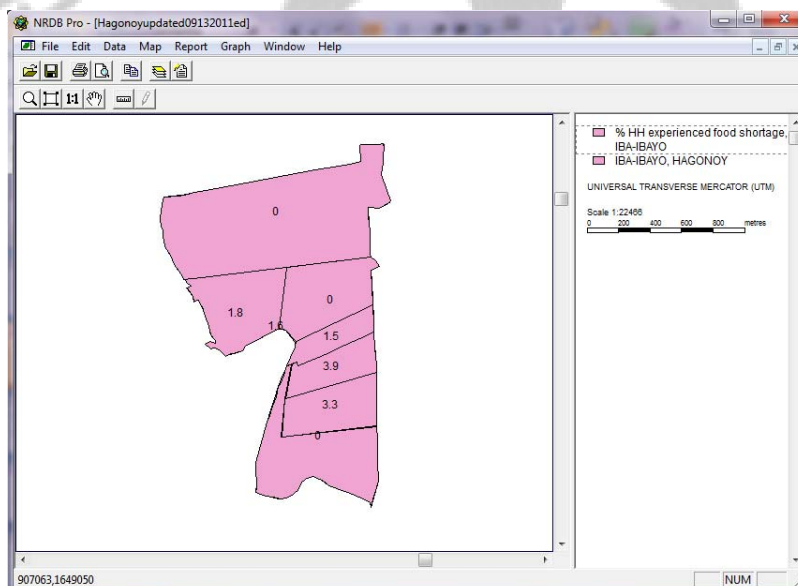 NRDB Pro - [Hagonoyupdated09132011ed]
File Edit Data Map Report Graph Window Help
1:1
% HH experienced food shortage,
IBA-IBAYO
IBA-IBAYO, HAGONOY
UNIVERSAL TRANSVERSE MERCATOR (UTM)
Scale 1:22466
0 200 400 600 800 metres
0
1.8
1.6
0
1.5
3.9
3.3
0
907063,1649050
NUM